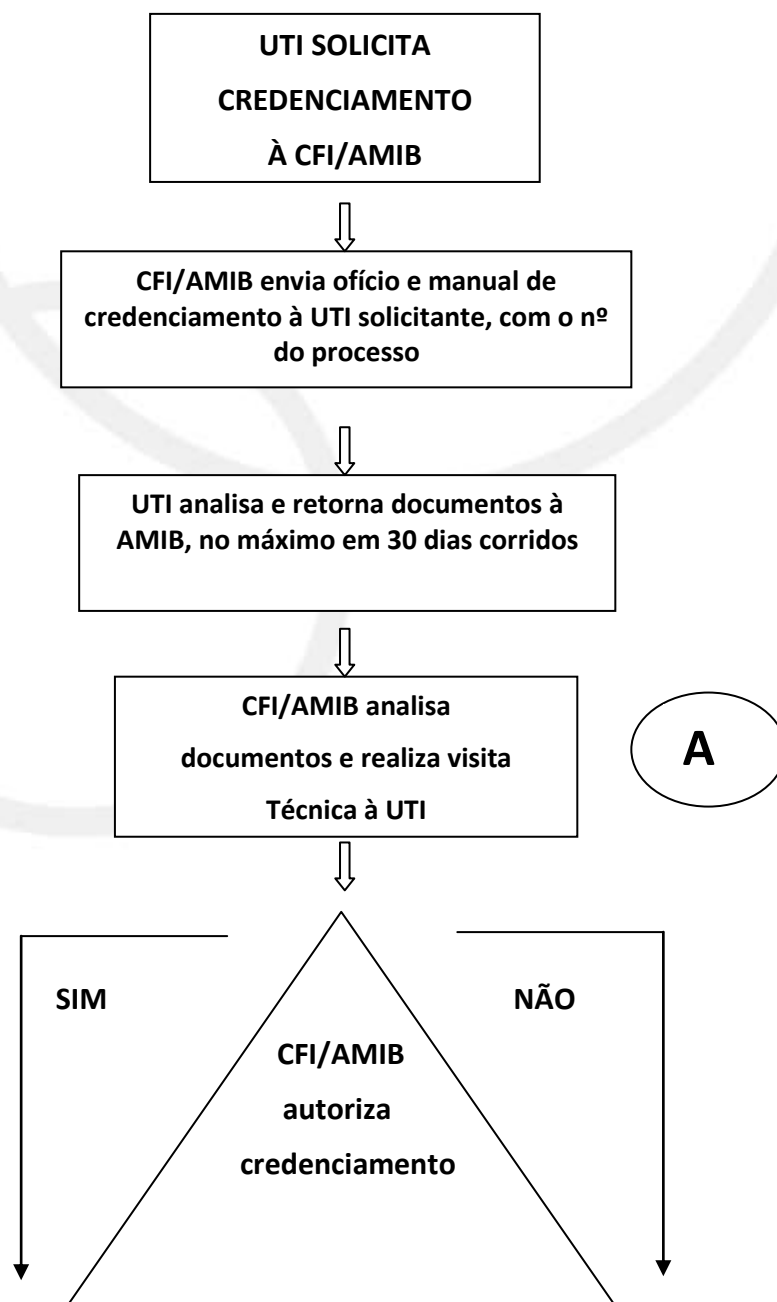 UTI SOLICITA
CREDENCIAMENTO
À CFI/AMIB
CFI/AMIB envia ofício e manual de
credenciamento à UTI solicitante, com o nº
do processo
UTI analisa e retorna documentos à
AMIB, no máximo em 30 dias corridos
CFI/AMIB analisa
documentos e realiza visita
Técnica à UTI
A
SIM
NÃO
CFI/AMIB
autoriza
credenciamento